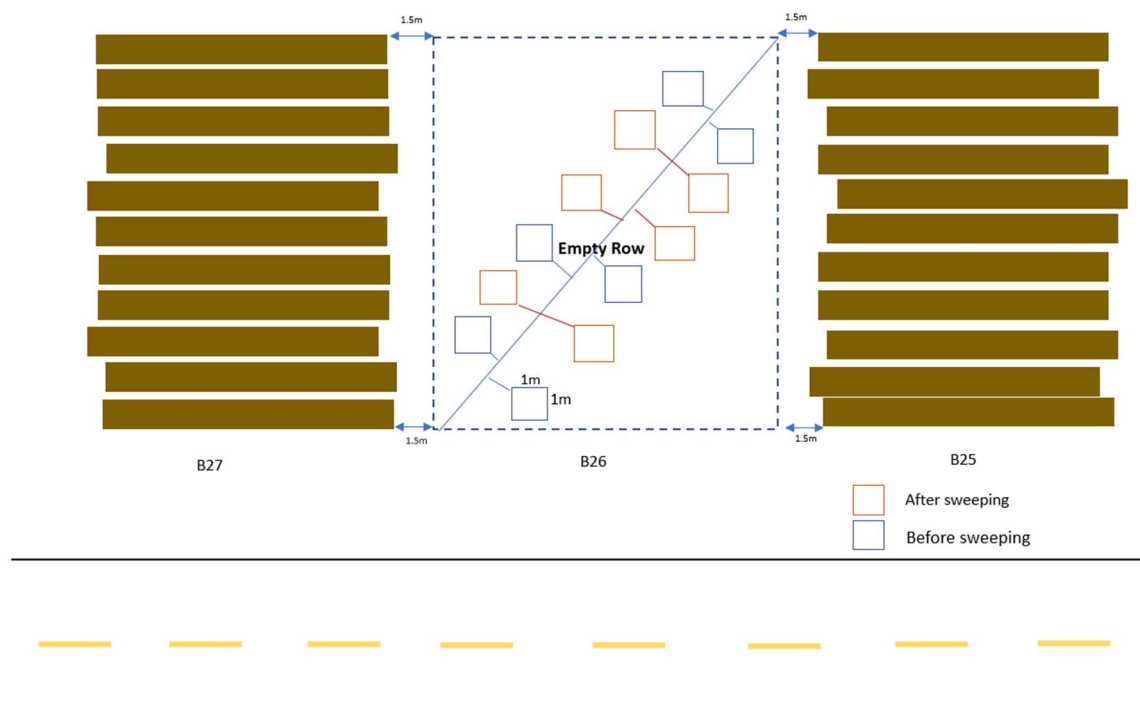 1.5m
1.5m
Empty Row
1m
1m
1.5m
1.5m
B27
B26
B25
After sweeping
Before sweeping